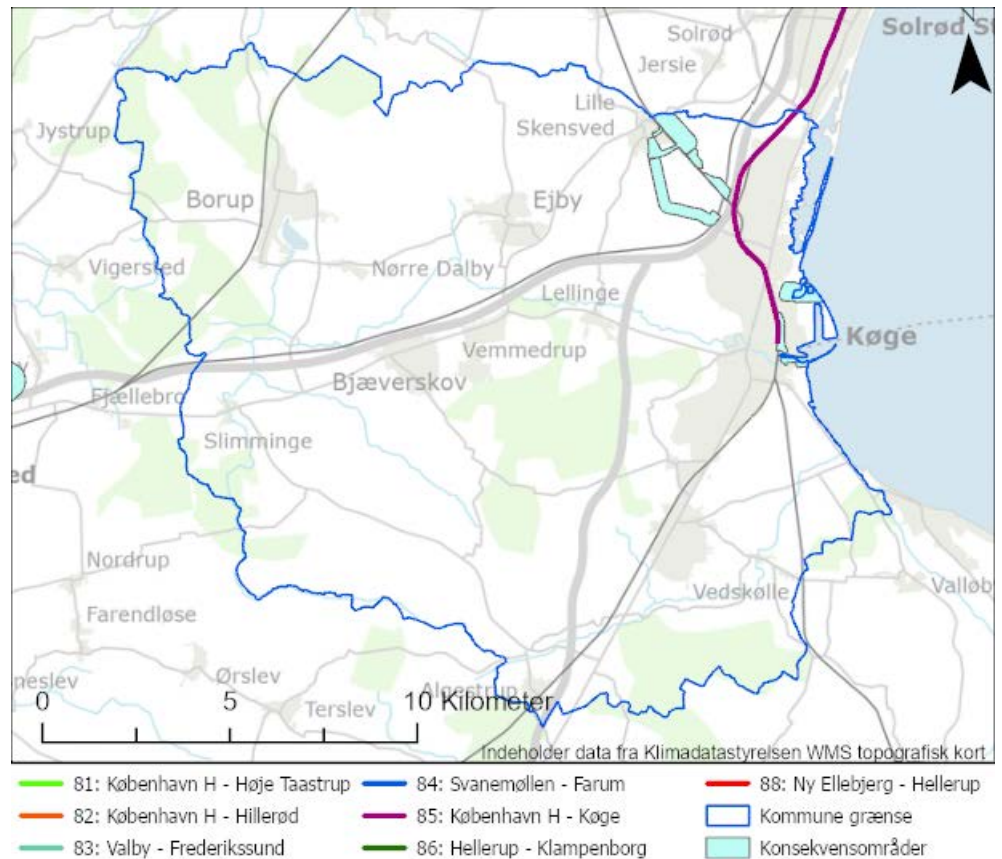 Solrød St
Solrød
Jersie
Lille
Skensved
Jystrup
Borup
Ejby
Vigersted
Nørre Dalby
Lellinge
Køge
Vemmedrup
Bjæverskov
Fjællebro
Slimminge
ed
Nordrup
Vedskølle
Valløby
Farendløse
neslev
Ørslev
Algestrup
Terslev
0 5 10 Kilometer
Indeholder data fra Klimadatastyrelsen WMS topografisk kort
81: København H - Høje Taastrup
84: Svanemøllen - Farum
88: Ny Ellebjerg - Hellerup
82: København H - Hillerød
85: København H - Køge
Kommune grænse
83: Valby - Frederikssund
86: Hellerup - Klampenborg
Konsekvensområder